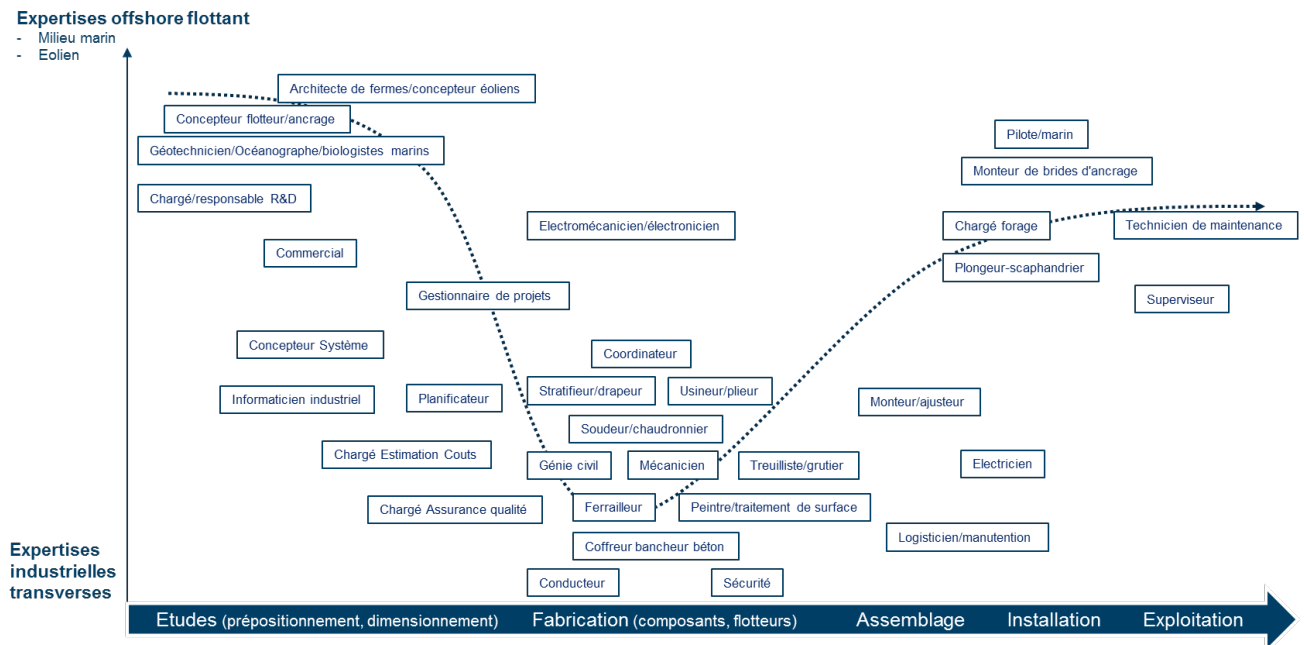 Expertises offshore flottant
- Milieu marin
- Eolien
Architecte de fermes/concepteur éoliens
Concepteur flotteur/ancrage
Pilote/marin
Géotechnicien/Océanographe/biologistes marins
Monteur de brides d'ancrage
Chargé/responsable R&D
Electromécanicien/électronicien
Chargé forage
Technicien de maintenance
Commercial
Plongeur-scaphandrier
Gestionnaire de projets
Superviseur
Concepteur Système
Coordinateur
Stratifieur/drapeur
Usineur/plieur
Informaticien industriel
Planificateur
Monteur/ajusteur
Soudeur/chaudronnier
Chargé Estimation Couts
Génie civil
Mécanicien
Treuilliste/grutier
Electricien
Chargé Assurance qualité
Ferrailleur
Peintre/traitement de surface
Logisticien/manutention
Coffreur bancheur béton
Expertises
industrielles
transverses
Conducteur
Sécurité
Etudes (prépositionnement, dimensionnement)
Fabrication (composants, flotteurs)
Assemblage
Installation
Exploitation